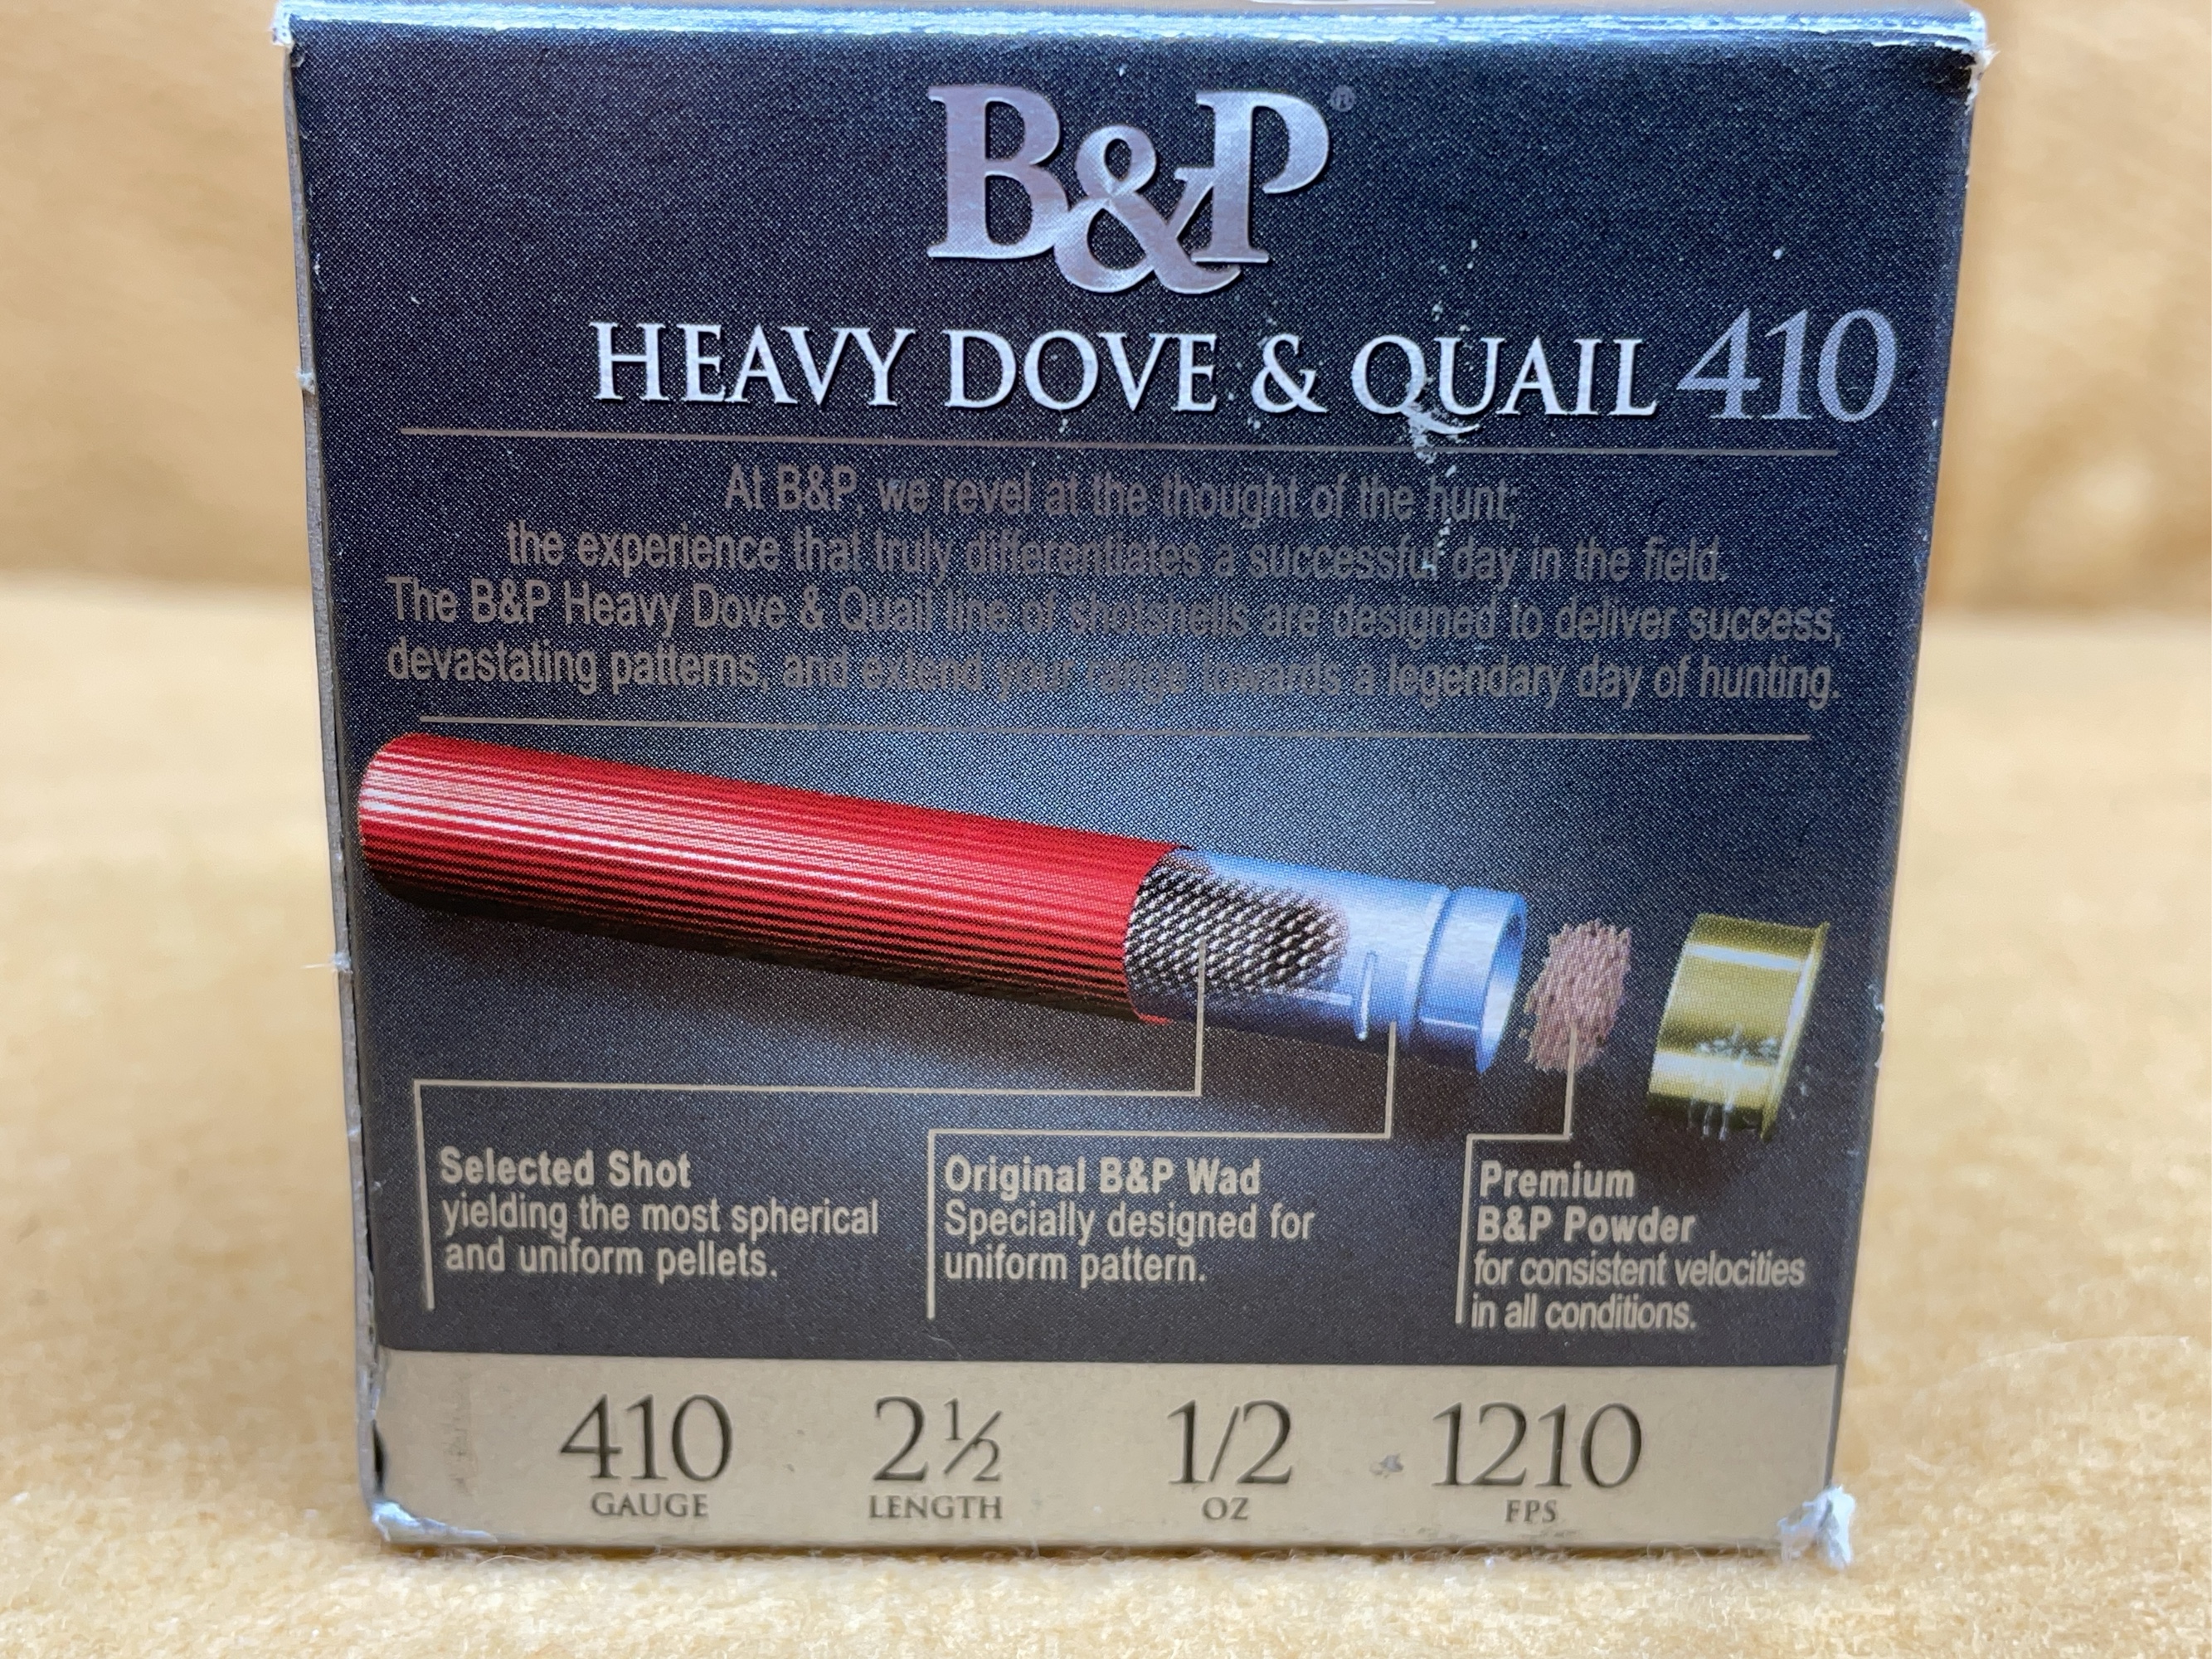 B&P®
HEAVY DOVE & QUAIL 410
At B&P, we revel at the thought of the hunt;
the experience that truly differentiates a successful day in the field.
The B&P Heavy Dove & Quail line of shotshells are designed to deliver success,
devastating patterns, and extend your range towards a legendary day of hunting.
Selected Shot
yielding the most spherical
and uniform pellets.
Original B&P Wad
Specially designed for
uniform pattern.
Premium
B&P Powder
for consistent velocities
in all conditions.
410 2½ 1/2 1210
GAUGE LENGTH OZ FPS